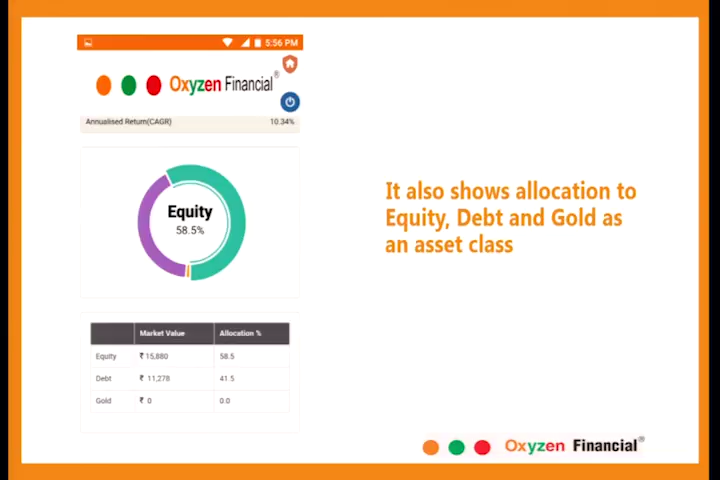 5:56 PM
Oxyzen Financial®
Annualised Return(CAGR) 10.34%
Equity
58.5%
It also shows allocation to
Equity, Debt and Gold as
an asset class
Market Value Allocation %
Equity ₹ 15,880 58.5
Debt ₹ 11,278 41.5
Gold ₹ 0 0.0
Oxyzen Financial®